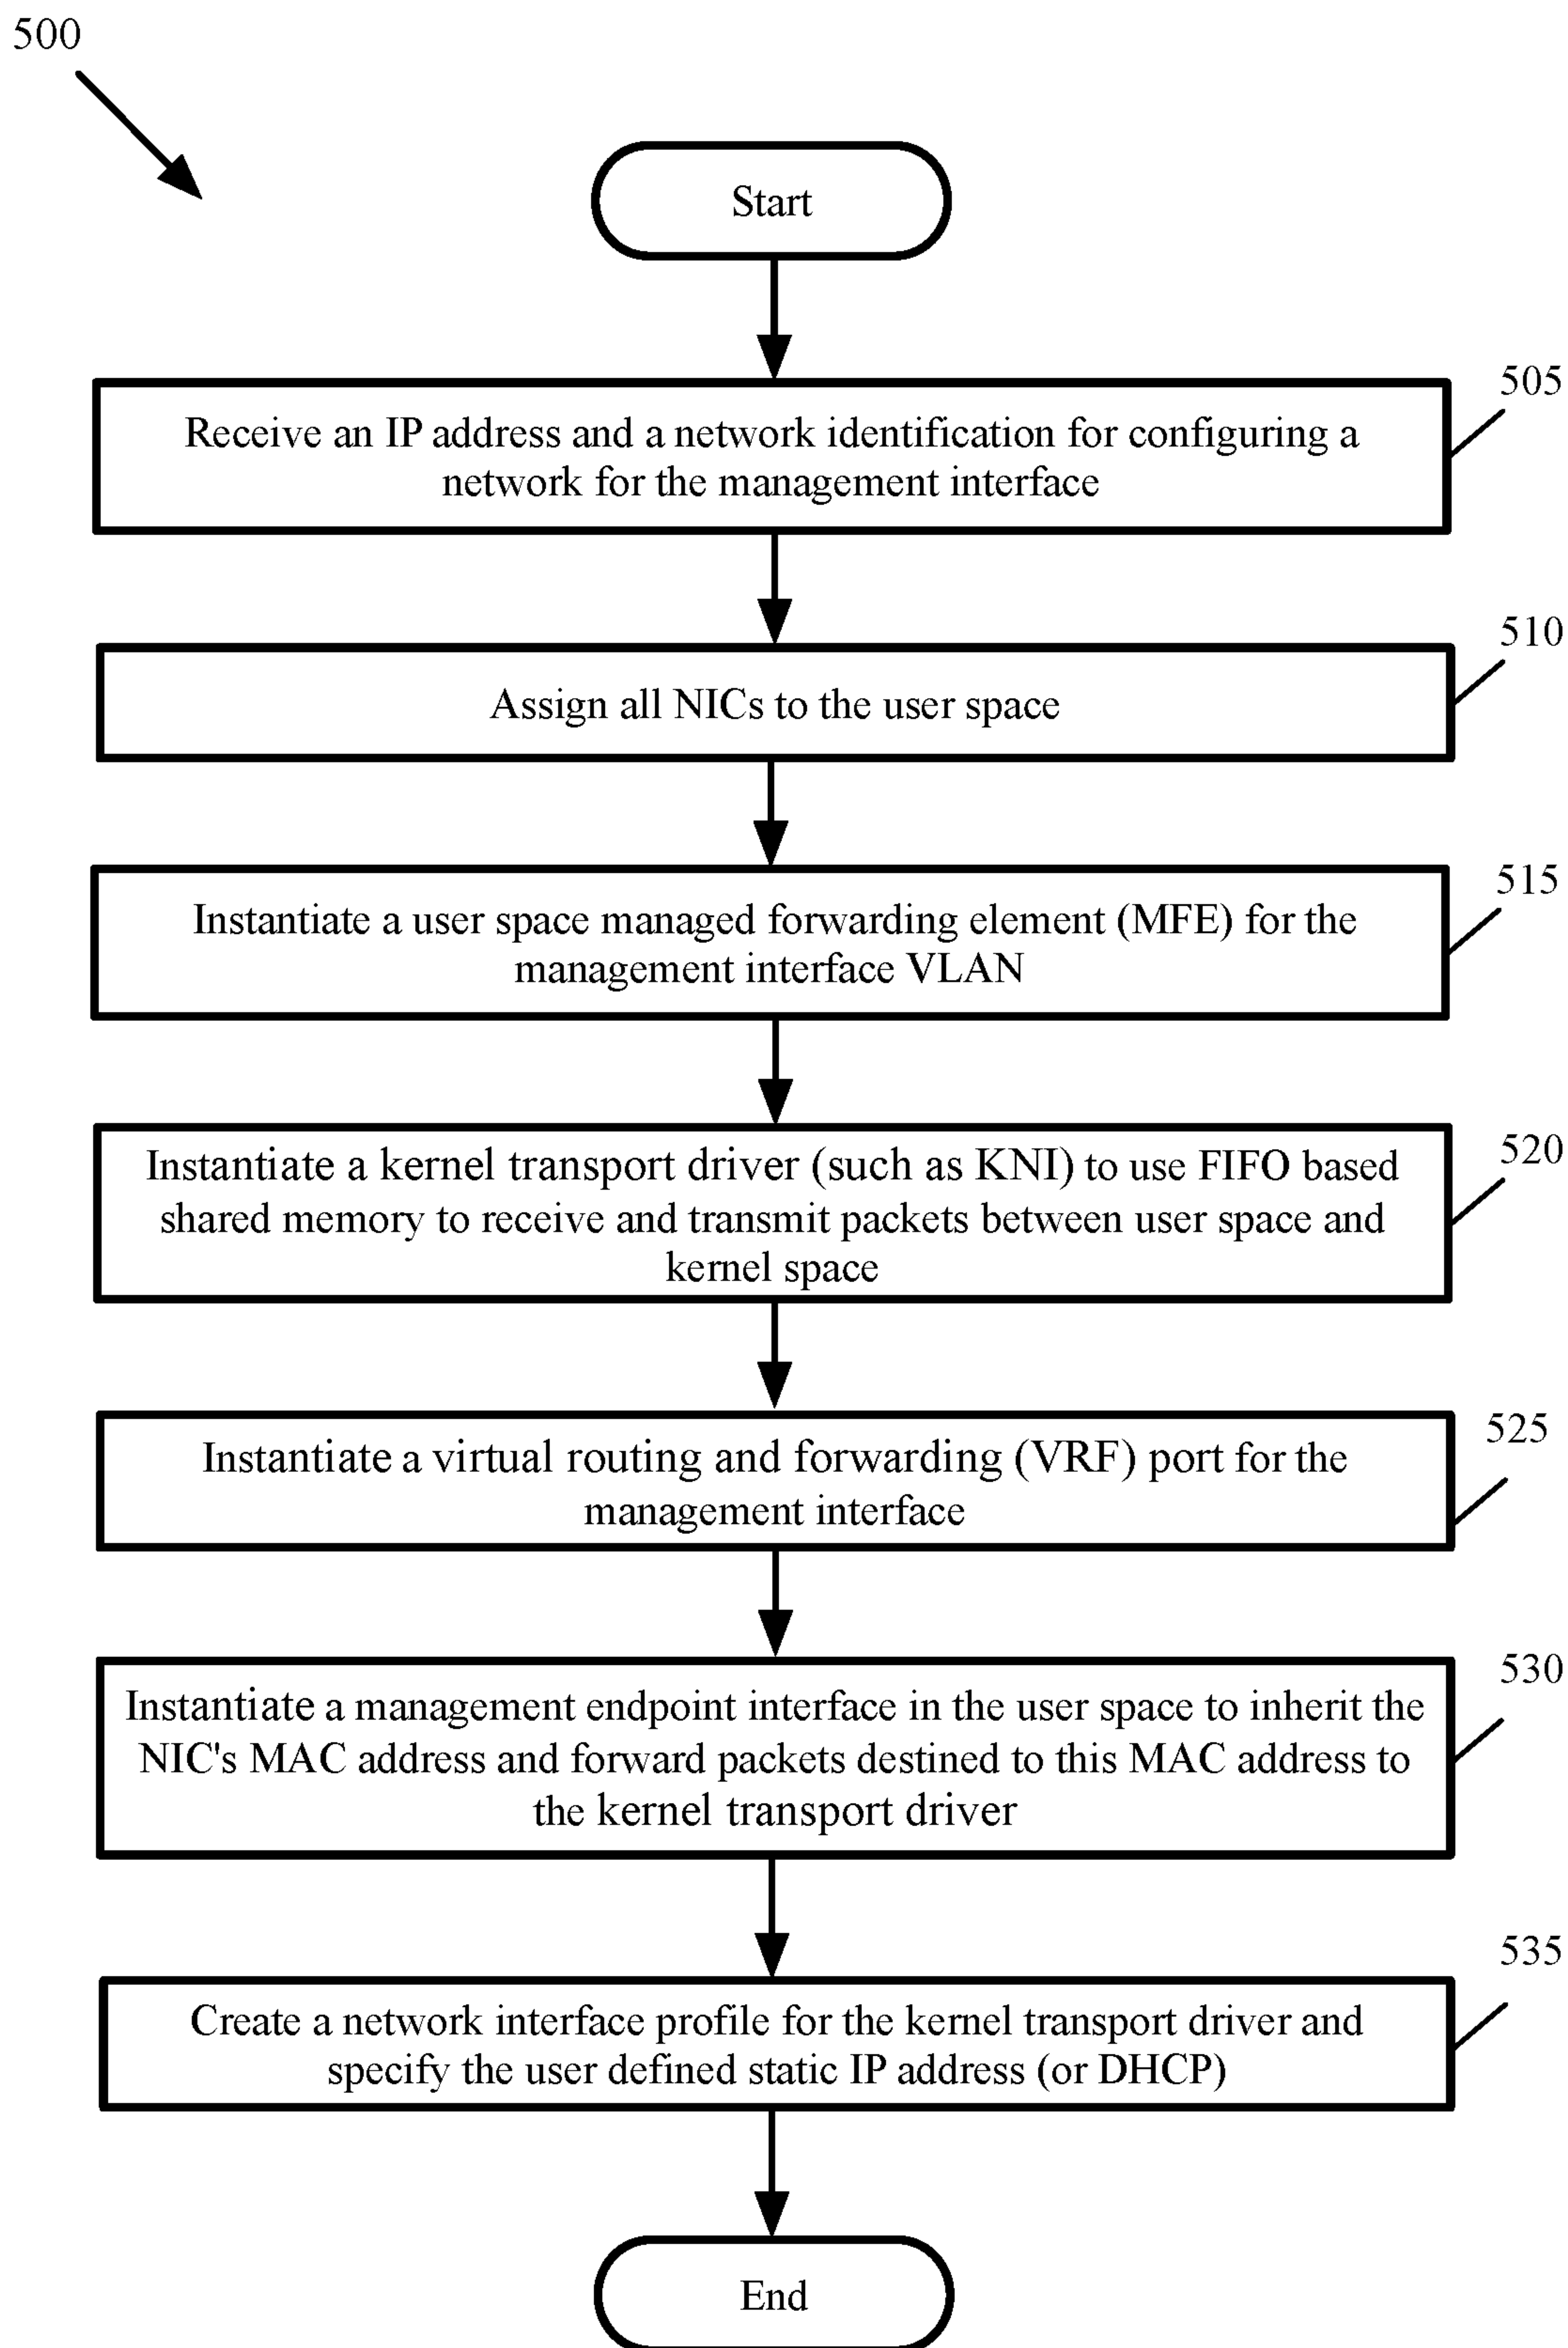 500
Start
505
Receive an IP address and a network identification for configuring a
network for the management interface
510
Assign all NICs to the user space
515
Instantiate a user space managed forwarding element (MFE) for the
management interface VLAN
520
Instantiate a kernel transport driver (such as KNI) to use FIFO based
shared memory to receive and transmit packets between user space and
kernel space
525
Instantiate a virtual routing and forwarding (VRF) port for the
management interface
530
Instantiate a management endpoint interface in the user space to inherit the
NIC's MAC address and forward packets destined to this MAC address to
the kernel transport driver
535
Create a network interface profile for the kernel transport driver and
specify the user defined static IP address (or DHCP)
End